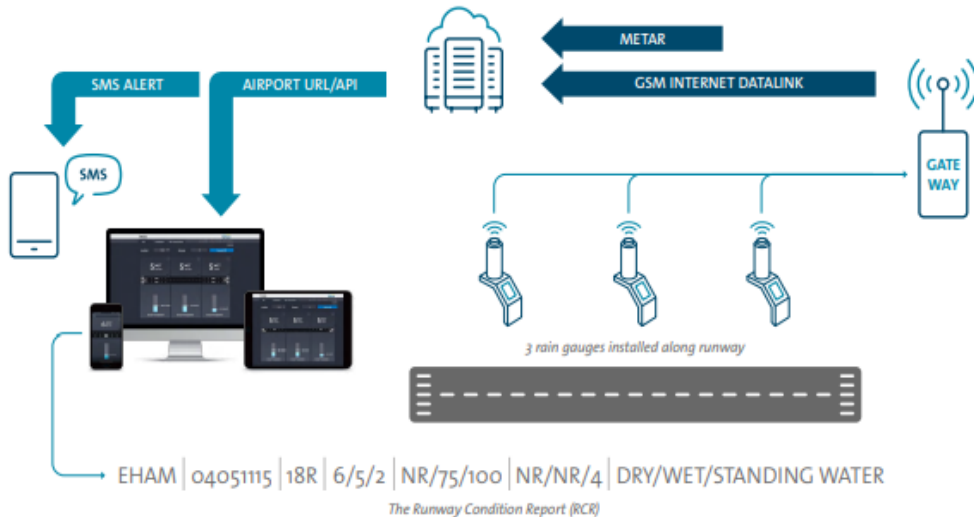 METAR
SMS ALERT
AIRPORT URL/API
GSM INTERNET DATALINK
SMS
GATE
WAY
3 rain gauges installed along runway
EHAM | 04051115 | 18R | 6/5/2 | NR/75/100 | NR/NR/4 | DRY/WET/STANDING WATER
The Runway Condition Report (RCR)